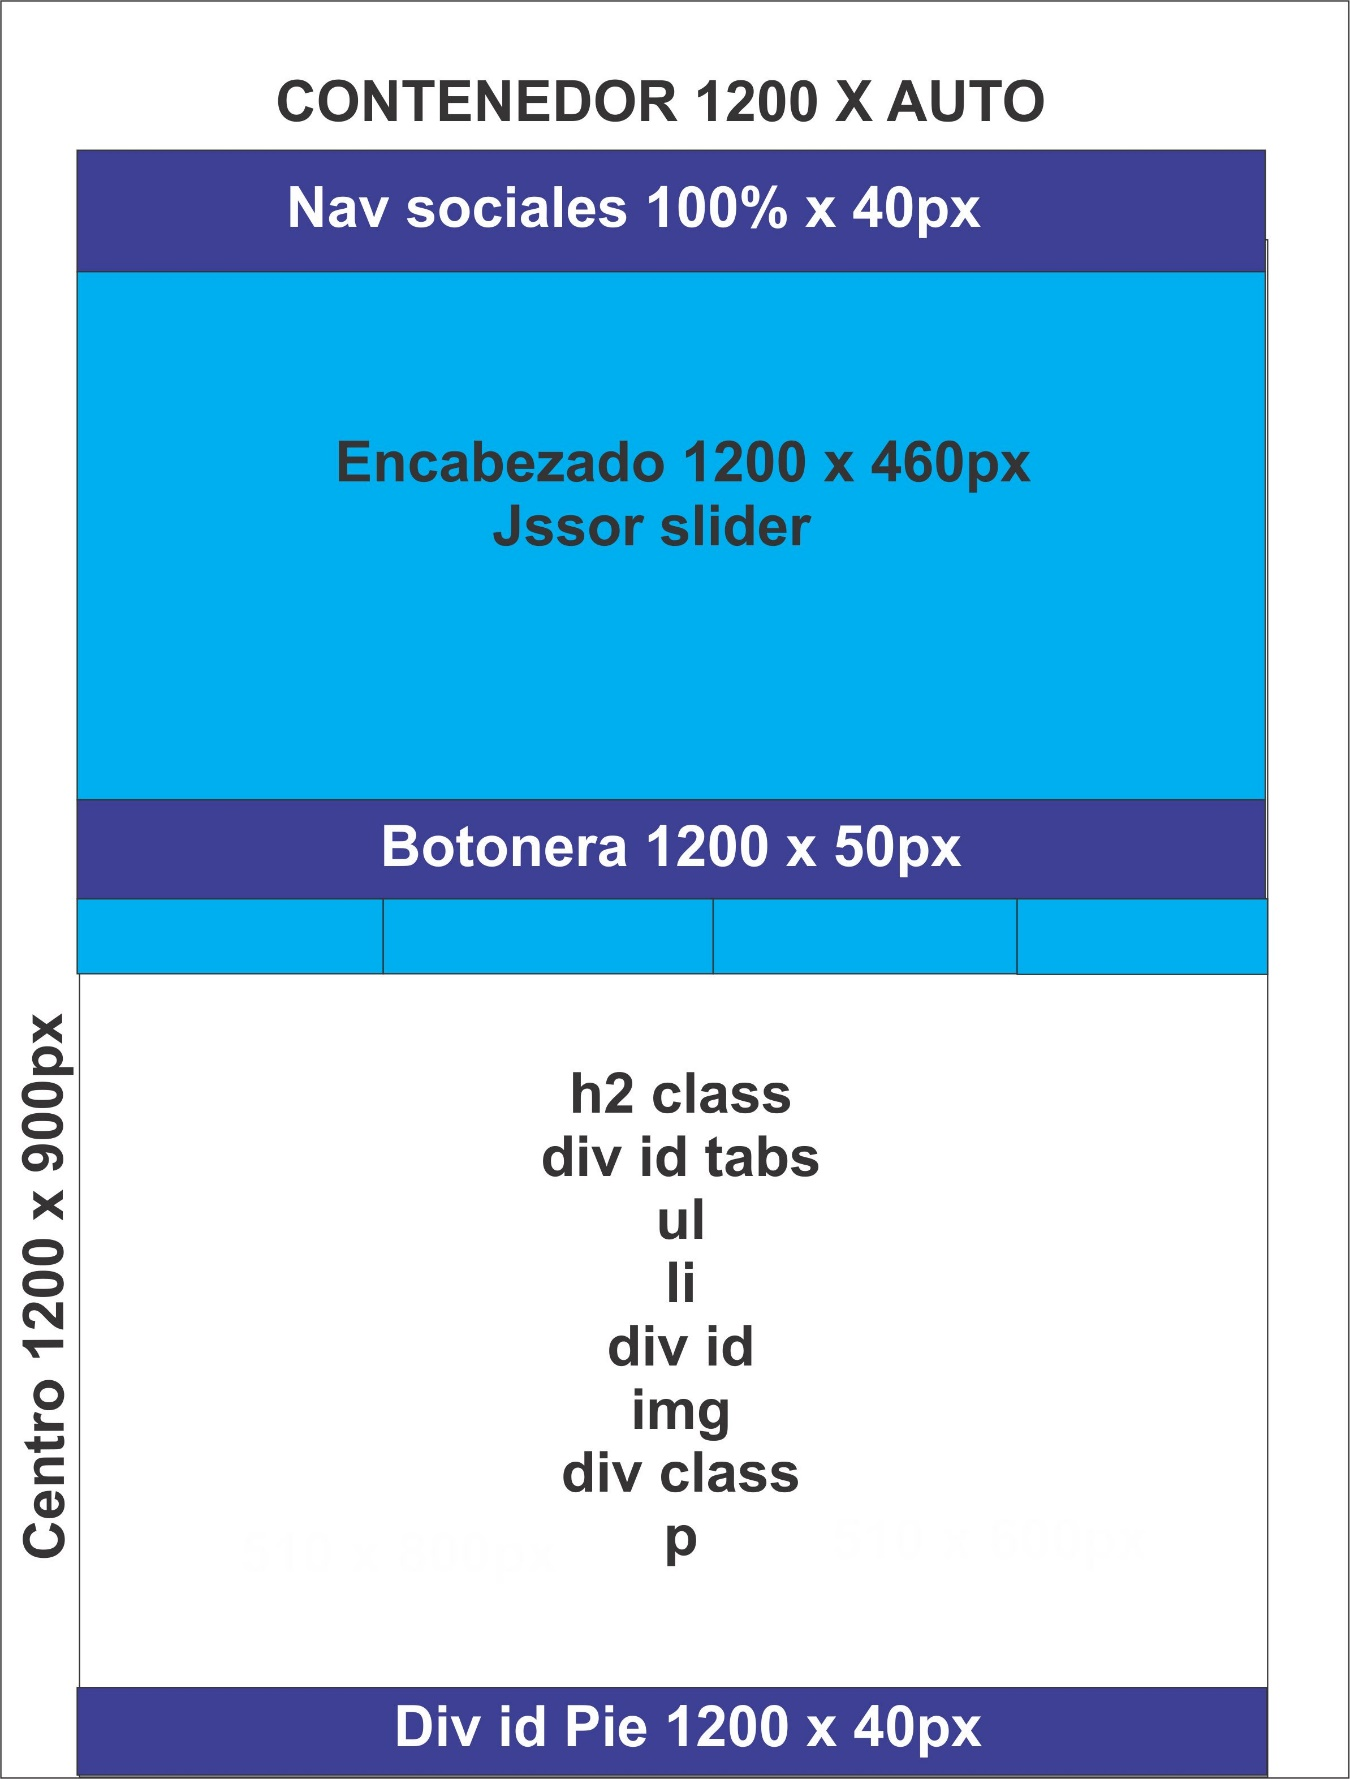 CONTENEDOR 1200 X AUTO
Nav sociales 100% x 40px
Encabezado 1200 x 460px
Jssor slider
Botonera 1200 x 50px
Centro 1200 x 900px
h2 class
div id tabs
ul
li
div id
img
div class
p
Div id Pie 1200 x 40px